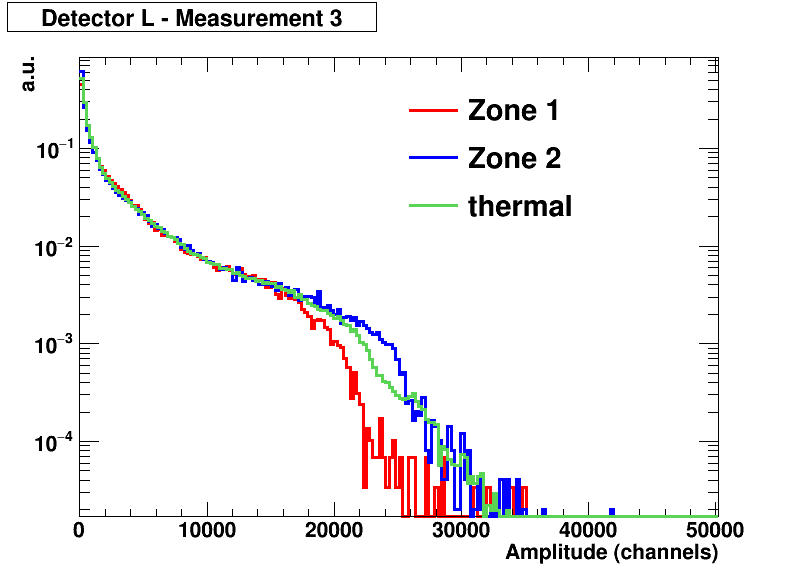 Detector L - Measurement 3
a.u.
Zone 1
Zone 2
thermal
10⁻¹
10⁻²
10⁻³
10⁻⁴
0 10000 20000 30000 40000 50000
Amplitude (channels)